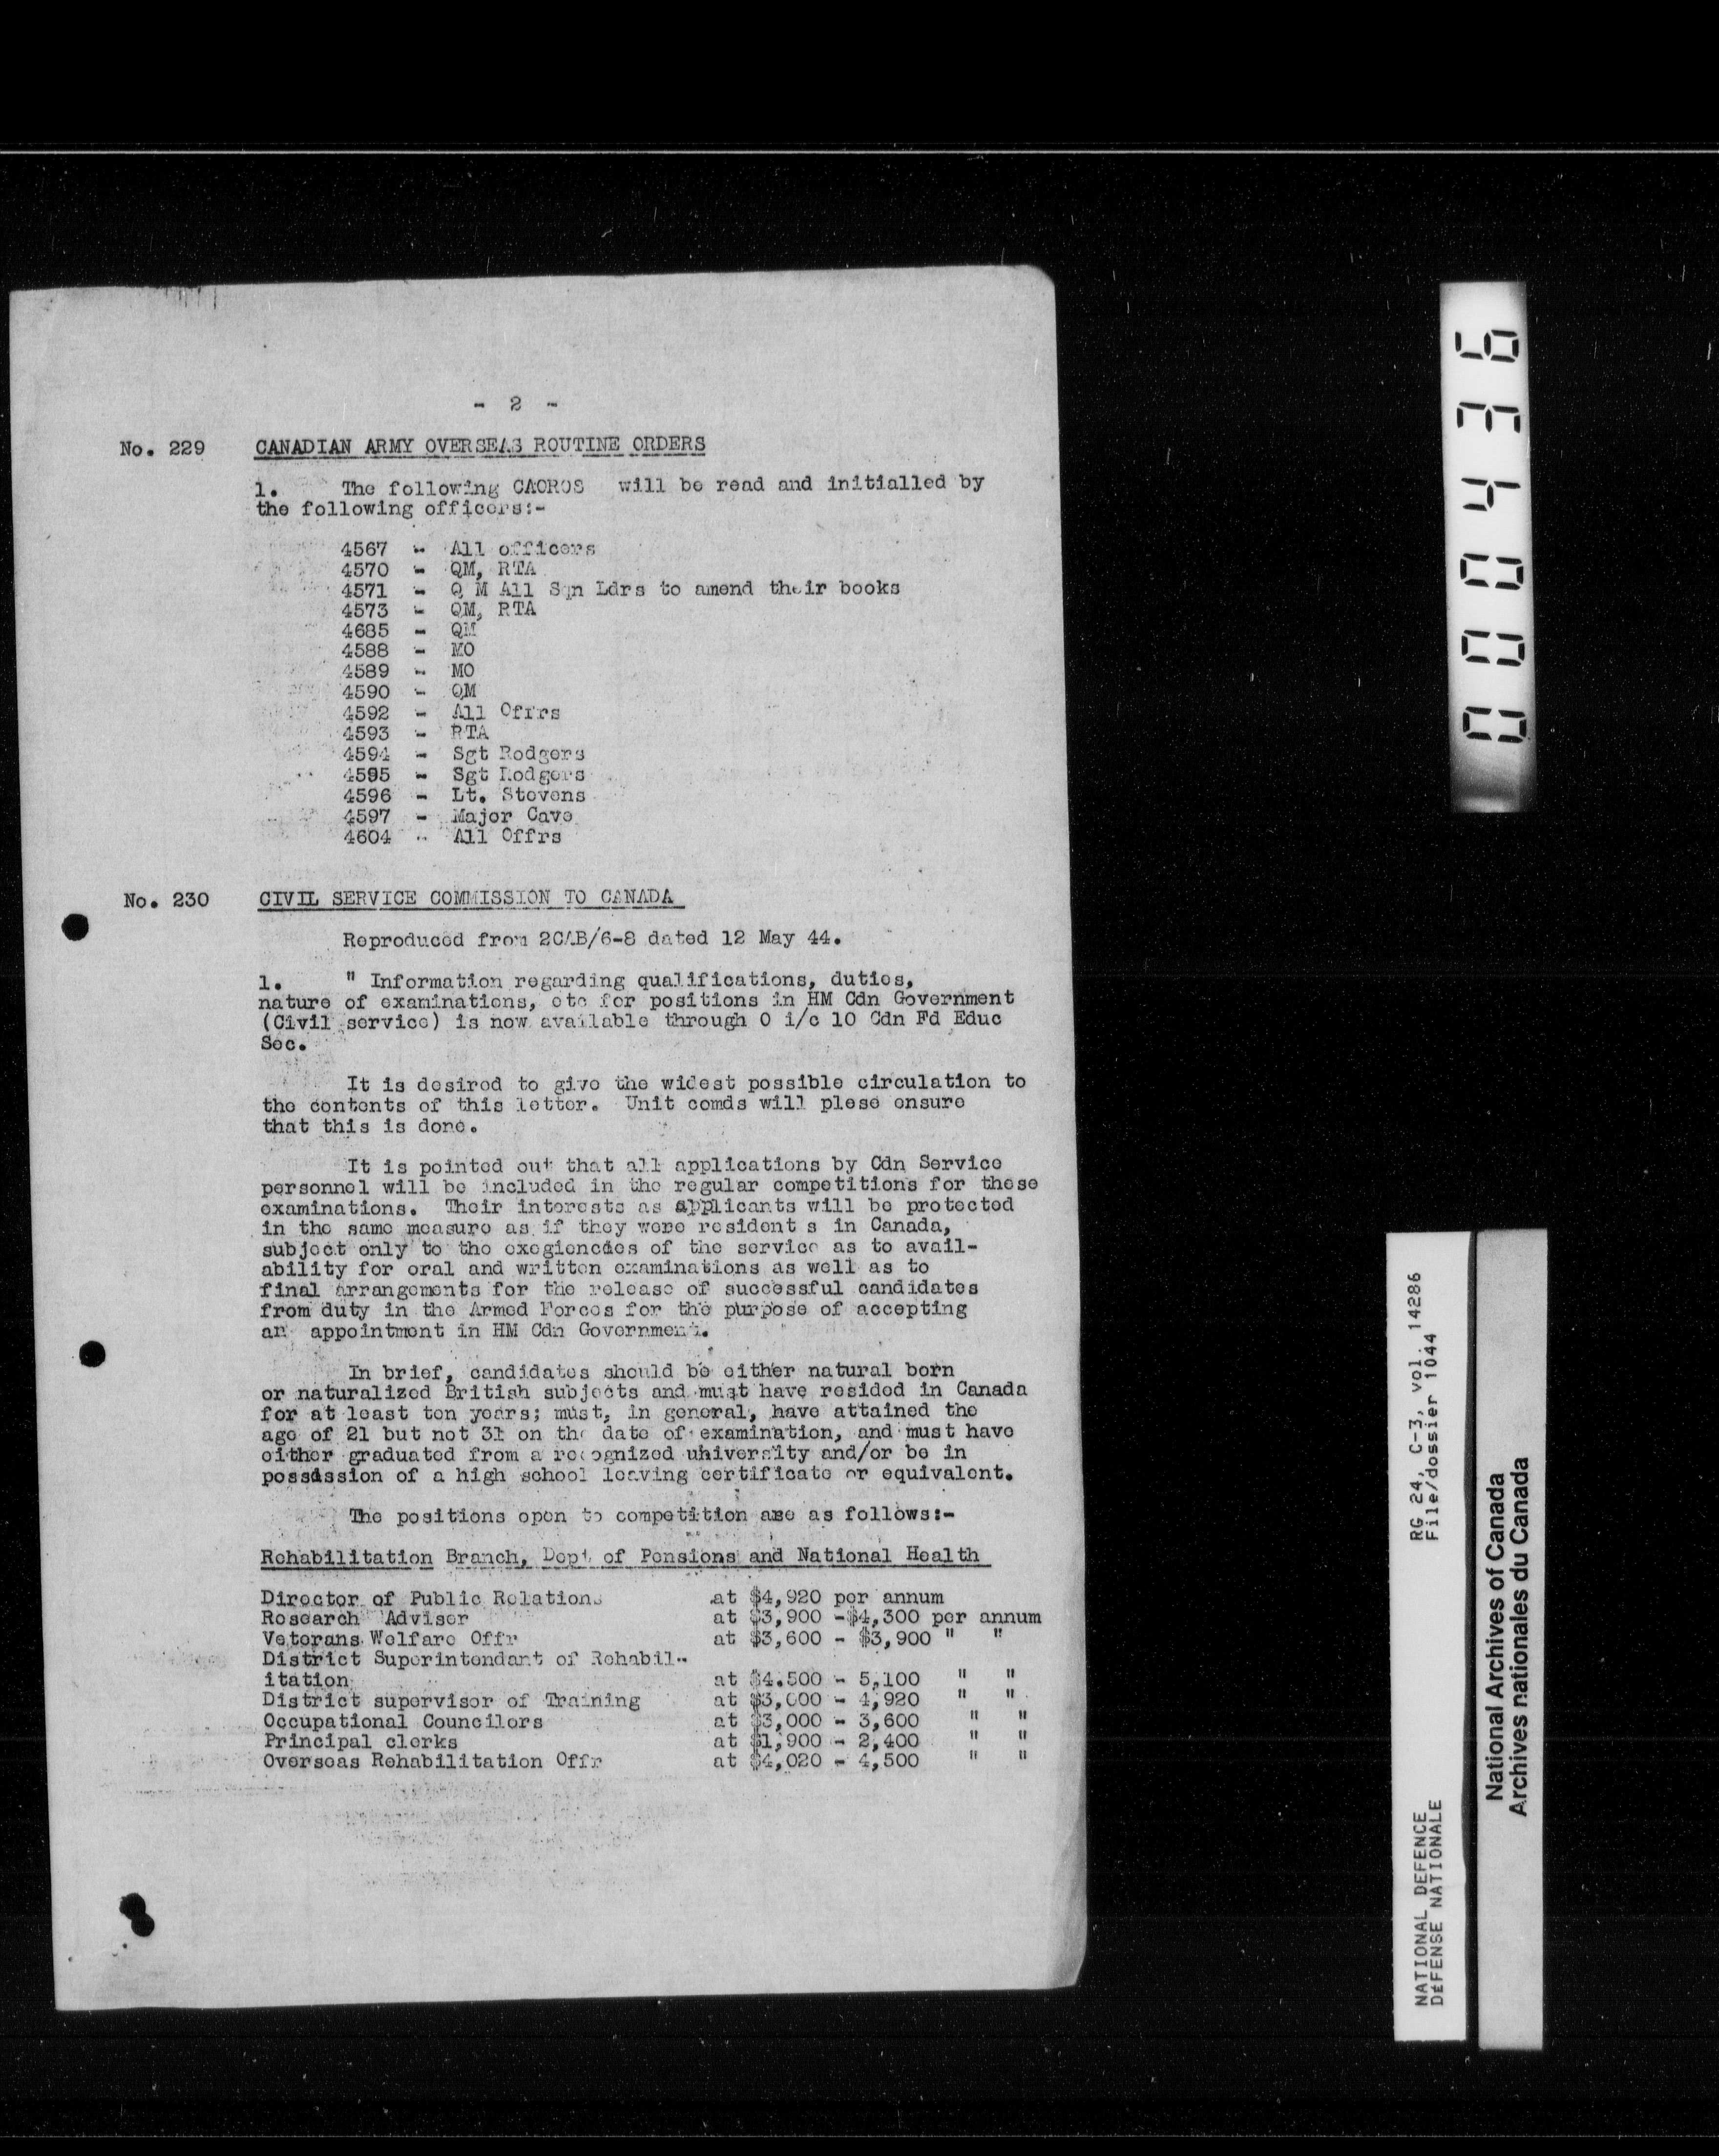 - 2 -
No. 229 CANADIAN ARMY OVERSEAS ROUTINE ORDERS
1. The following CAOROS will be read and initialled by
the following officers:-
4567 - All officers
4570 - QM, RTA
4571 - Q M All Sqn Ldrs to amend their books
4573 - QM, RTA
4685 - QM
4588 - MO
4589 - MO
4590 - QM
4592 - All Offrs
4593 - RTA
4594 - Sgt Rodgers
4595 - Sgt Rodgers
4596 - Lt. Stevens
4597 - Major Cave
4604 - All Offrs
No. 230 CIVIL SERVICE COMMISSION TO CANADA
Reproduced from 2CAB/6-8 dated 12 May 44.
1. " Information regarding qualifications, duties,
nature of examinations, etc for positions in HM Cdn Government
(Civil service) is now available through O i/c 10 Cdn Fd Educ
Sec.
It is desired to give the widest possible circulation to
the contents of this letter. Unit comds will plese ensure
that this is done.
It is pointed out that all applications by Cdn Service
personnel will be included in the regular competitions for these
examinations. Their interests as applicants will be protected
in the same measure as if they were resident s in Canada,
subject only to the exegiencies of the service as to avail-
ability for oral and written examinations as well as to
final arrangements for the release of successful candidates
from duty in the Armed Forces for the purpose of accepting
an appointment in HM Cdn Government.
In brief, candidates should be either natural born
or naturalized British subjects and must have resided in Canada
for at least ten years; must, in general, have attained the
age of 21 but not 31 on the date of examination, and must have
either graduated from a recognized university and/or be in
possission of a high school leaving certificate or equivalent.
The positions open to competition are as follows:-
Rehabilitation Branch, Dept of Pensions and National Health
Director of Public Relations at $4,920 per annum
Research Adviser at $3,900 -$4,300 per annum
Veterans Welfare Offr at $3,600 - $3,900 " "
District Superintendant of Rehabil-
itation at $4.500 - 5,100 " "
District supervisor of Training at $3,000 - 4,920 " "
Occupational Councilors at $3,000 - 3,600 " "
Principal clerks at $1,900 - 2,400 " "
Overseas Rehabilitation Offr at $4,020 - 4,500 " "
000436
RG 24, C-3, vol. 14286
File/dossier 1044
NATIONAL DEFENCE
DÉFENSE NATIONALE
National Archives of Canada
Archives nationales du Canada